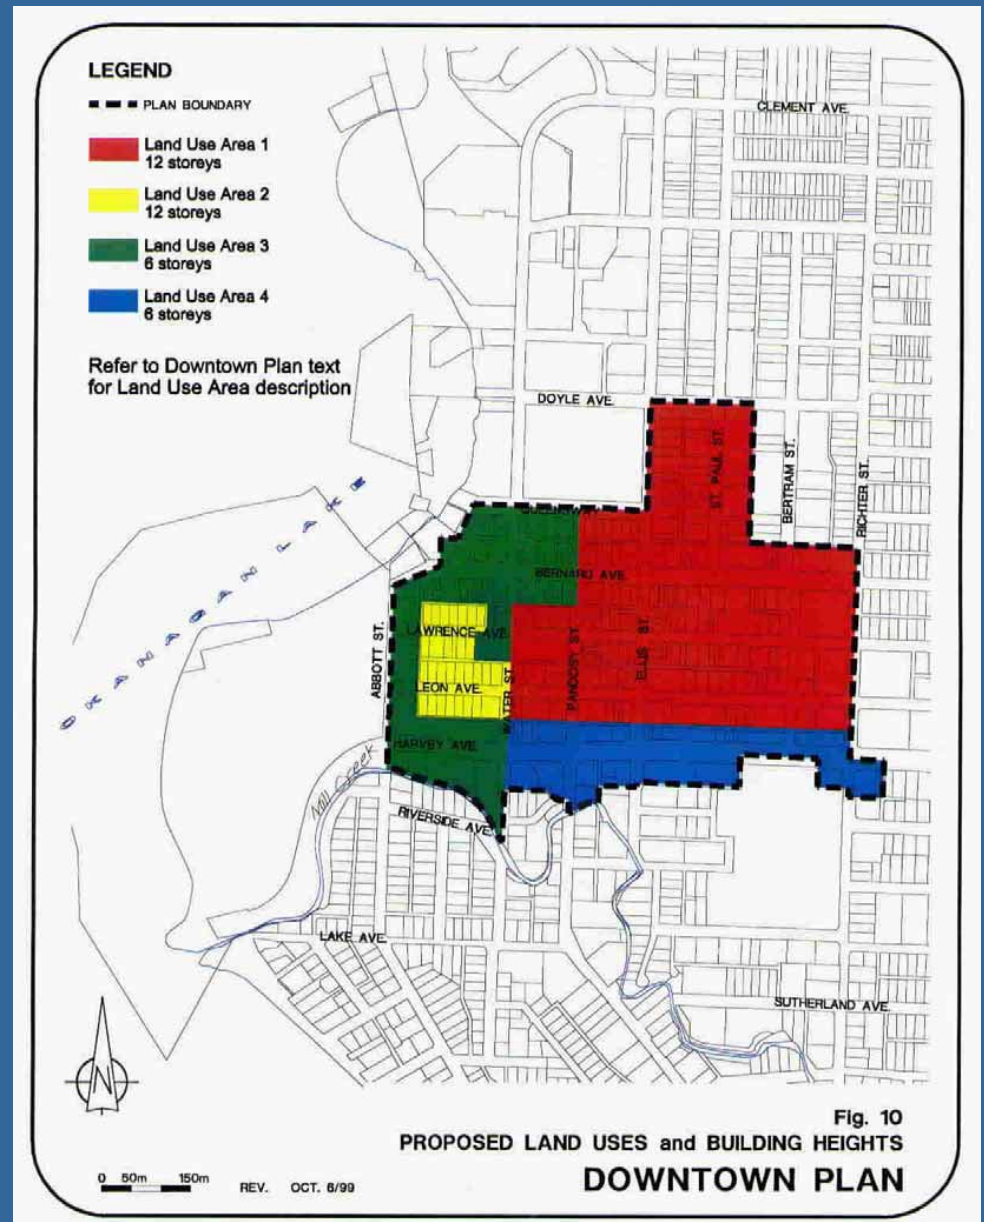 LEGEND
PLAN BOUNDARY
Land Use Area 1
12 storeys
Land Use Area 2
12 storeys
Land Use Area 3
6 storeys
Land Use Area 4
6 storeys
Refer to Downtown Plan text
for Land Use Area description
CLEMENT AVE.
DOYLE AVE.
ST. PAUL ST.
BERTRAM ST.
RICHTER ST.
BERNARD AVE.
LAWRENCE AVE.
ABBOTT ST.
LEON AVE.
WATER ST.
PANDOSY ST.
ELLIS ST.
HARVEY AVE.
Mill Creek
RIVERSIDE AVE.
LAKE AVE.
SUTHERLAND AVE.
N
OKANAGAN LAKE
Fig. 10
PROPOSED LAND USES and BUILDING HEIGHTS
DOWNTOWN PLAN
0 50m 150m
REV. OCT. 6/99